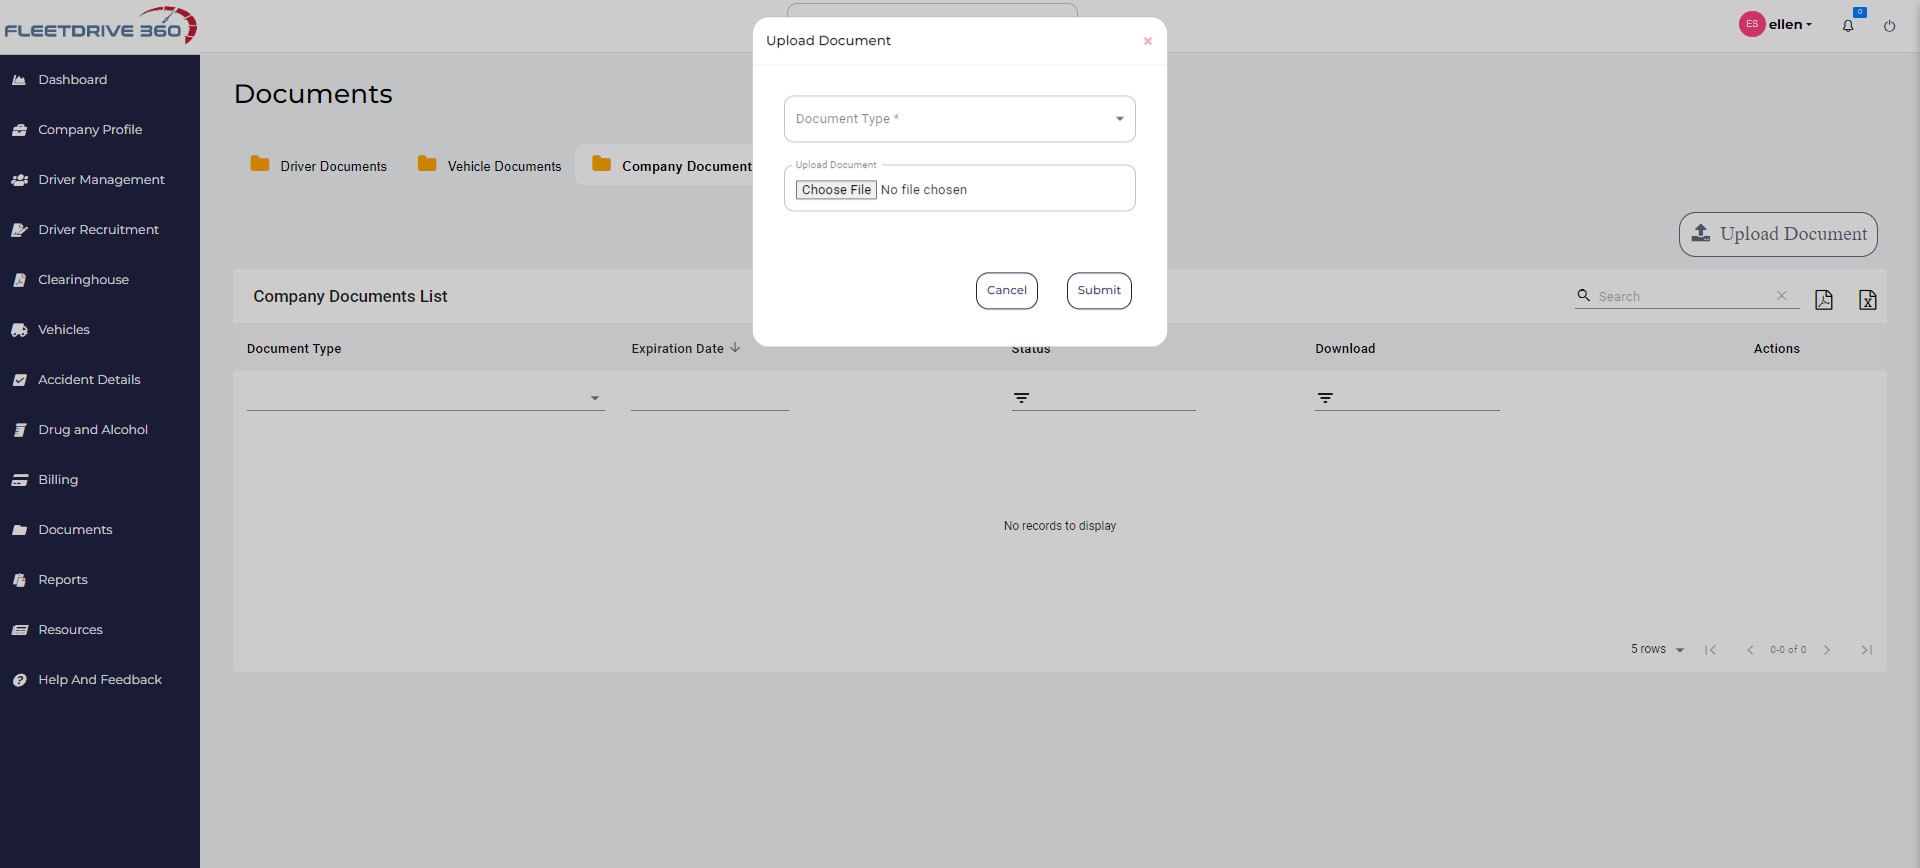 FLEETDRIVE 360
ES ellen
0
Upload Document
Dashboard
Company Profile
Driver Management
Driver Recruitment
Clearinghouse
Vehicles
Accident Details
Drug and Alcohol
Billing
Documents
Reports
Resources
Help And Feedback
Documents
Driver Documents Vehicle Documents Company Document
Document Type *
Upload Document
Choose File No file chosen
Cancel Submit
Upload Document
Company Documents List
Search
Document Type Expiration Date Status Download Actions
No records to display
5 rows 0-0 of 0